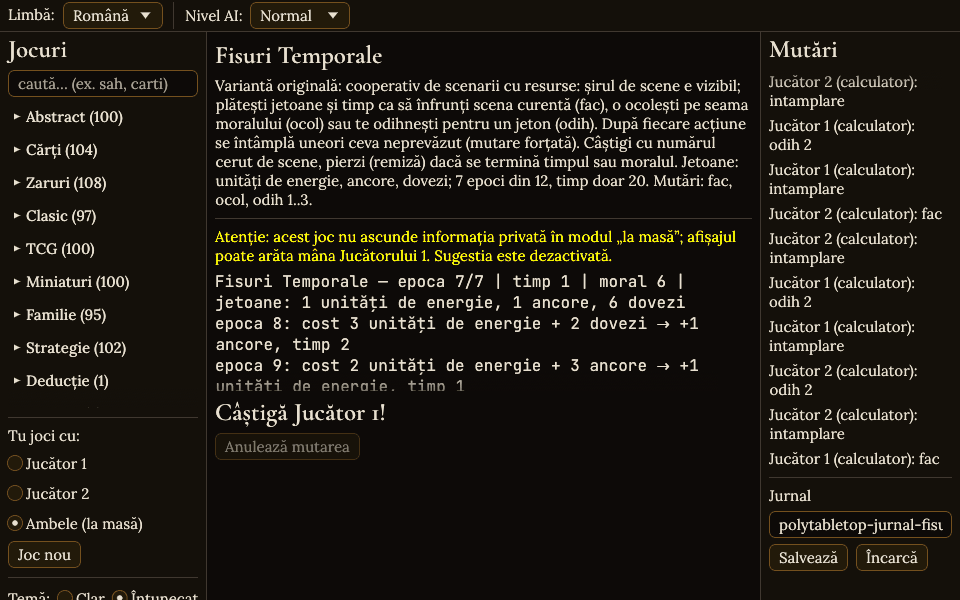 Limbă: Română ▼ Nivel AI: Normal ▼
Jocuri
caută... (ex. sah, carti)
▸ Abstract (100)
▸ Cărți (104)
▸ Zaruri (108)
▸ Clasic (97)
▸ TCG (100)
▸ Miniaturi (100)
▸ Familie (95)
▸ Strategie (102)
▸ Deducție (1)
Tu joci cu:
Jucător 1
Jucător 2
Ambele (la masă)
Joc nou
Temă: Clar Întunecat
Fisuri Temporale
Variantă originală: cooperativ de scenarii cu resurse: șirul de scene e vizibil;
plătești jetoane și timp ca să înfrunți scena curentă (fac), o ocolești pe seama
moralului (ocol) sau te odihnești pentru un jeton (odih). După fiecare acțiune
se întâmplă uneori ceva neprevăzut (mutare forțată). Câștigi cu numărul
cerut de scene, pierzi (remiză) dacă se termină timpul sau moralul. Jetoane:
unități de energie, ancore, dovezi; 7 epoci din 12, timp doar 20. Mutări: fac,
ocol, odih 1..3.
Atenție: acest joc nu ascunde informația privată în modul „la masă”; afișajul
poate arăta mâna Jucătorului 1. Sugestia este dezactivată.
Fisuri Temporale — epoca 7/7 | timp 1 | moral 6 |
jetoane: 1 unități de energie, 1 ancore, 6 dovezi
epoca 8: cost 3 unități de energie + 2 dovezi → +1
ancore, timp 2
epoca 9: cost 2 unități de energie + 3 ancore → +1
unități de energie, timp 1
Câștigă Jucător 1!
Anulează mutarea
Mutări
Jucător 2 (calculator):
intamplare
Jucător 1 (calculator):
odih 2
Jucător 1 (calculator):
intamplare
Jucător 2 (calculator): fac
Jucător 2 (calculator):
intamplare
Jucător 1 (calculator):
odih 2
Jucător 1 (calculator):
intamplare
Jucător 2 (calculator):
odih 2
Jucător 2 (calculator):
intamplare
Jucător 1 (calculator): fac
Jurnal
polytabletop-jurnal-fisu
Salvează Încarcă